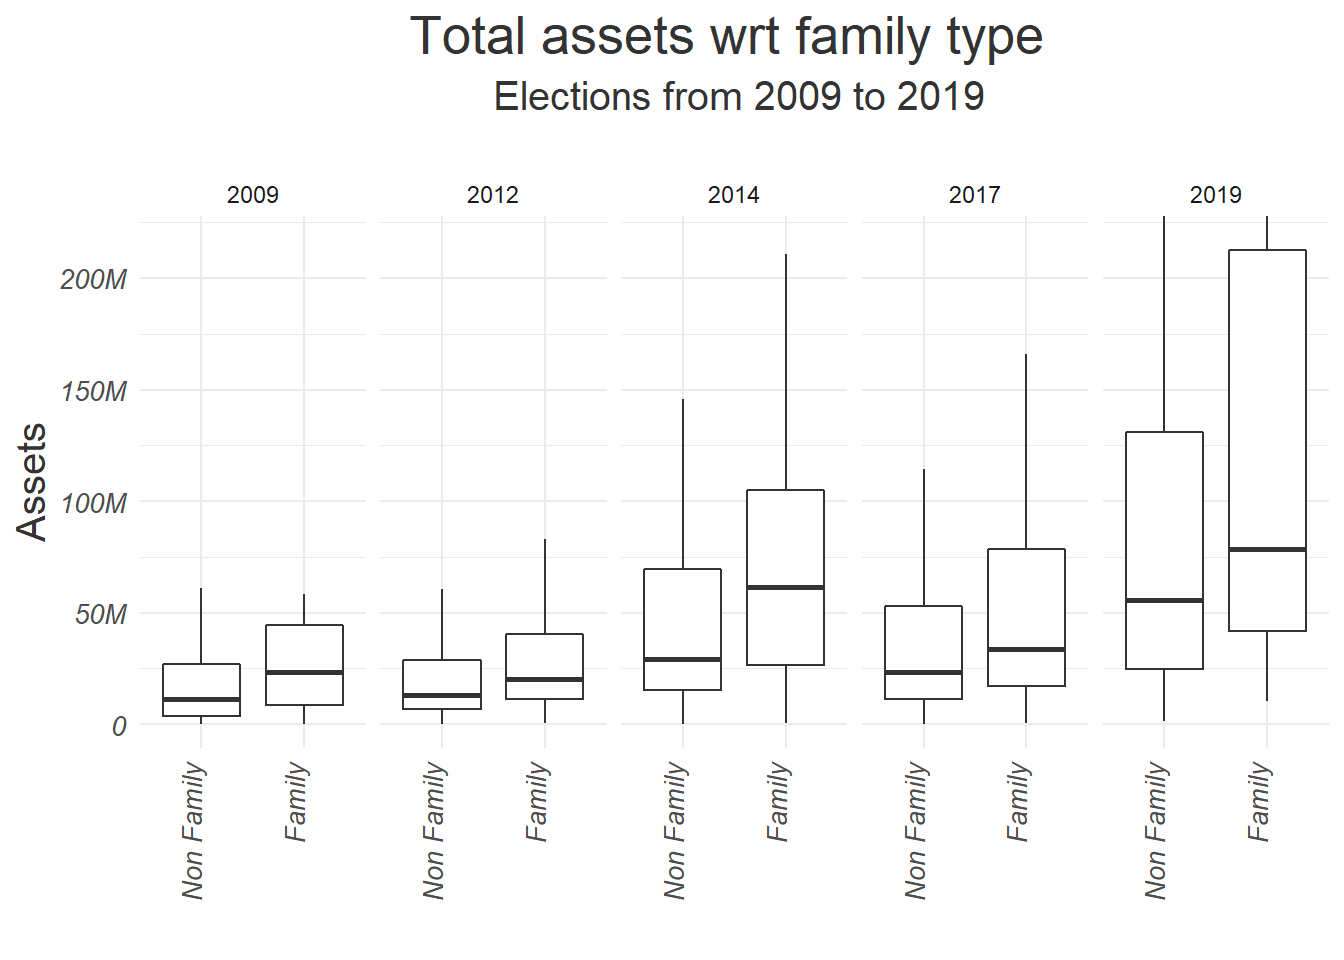 Total assets wrt family type
Elections from 2009 to 2019
2009
2012
2014
2017
2019
Assets
200M
150M
100M
50M
0
Non Family
Family
Non Family
Family
Non Family
Family
Non Family
Family
Non Family
Family